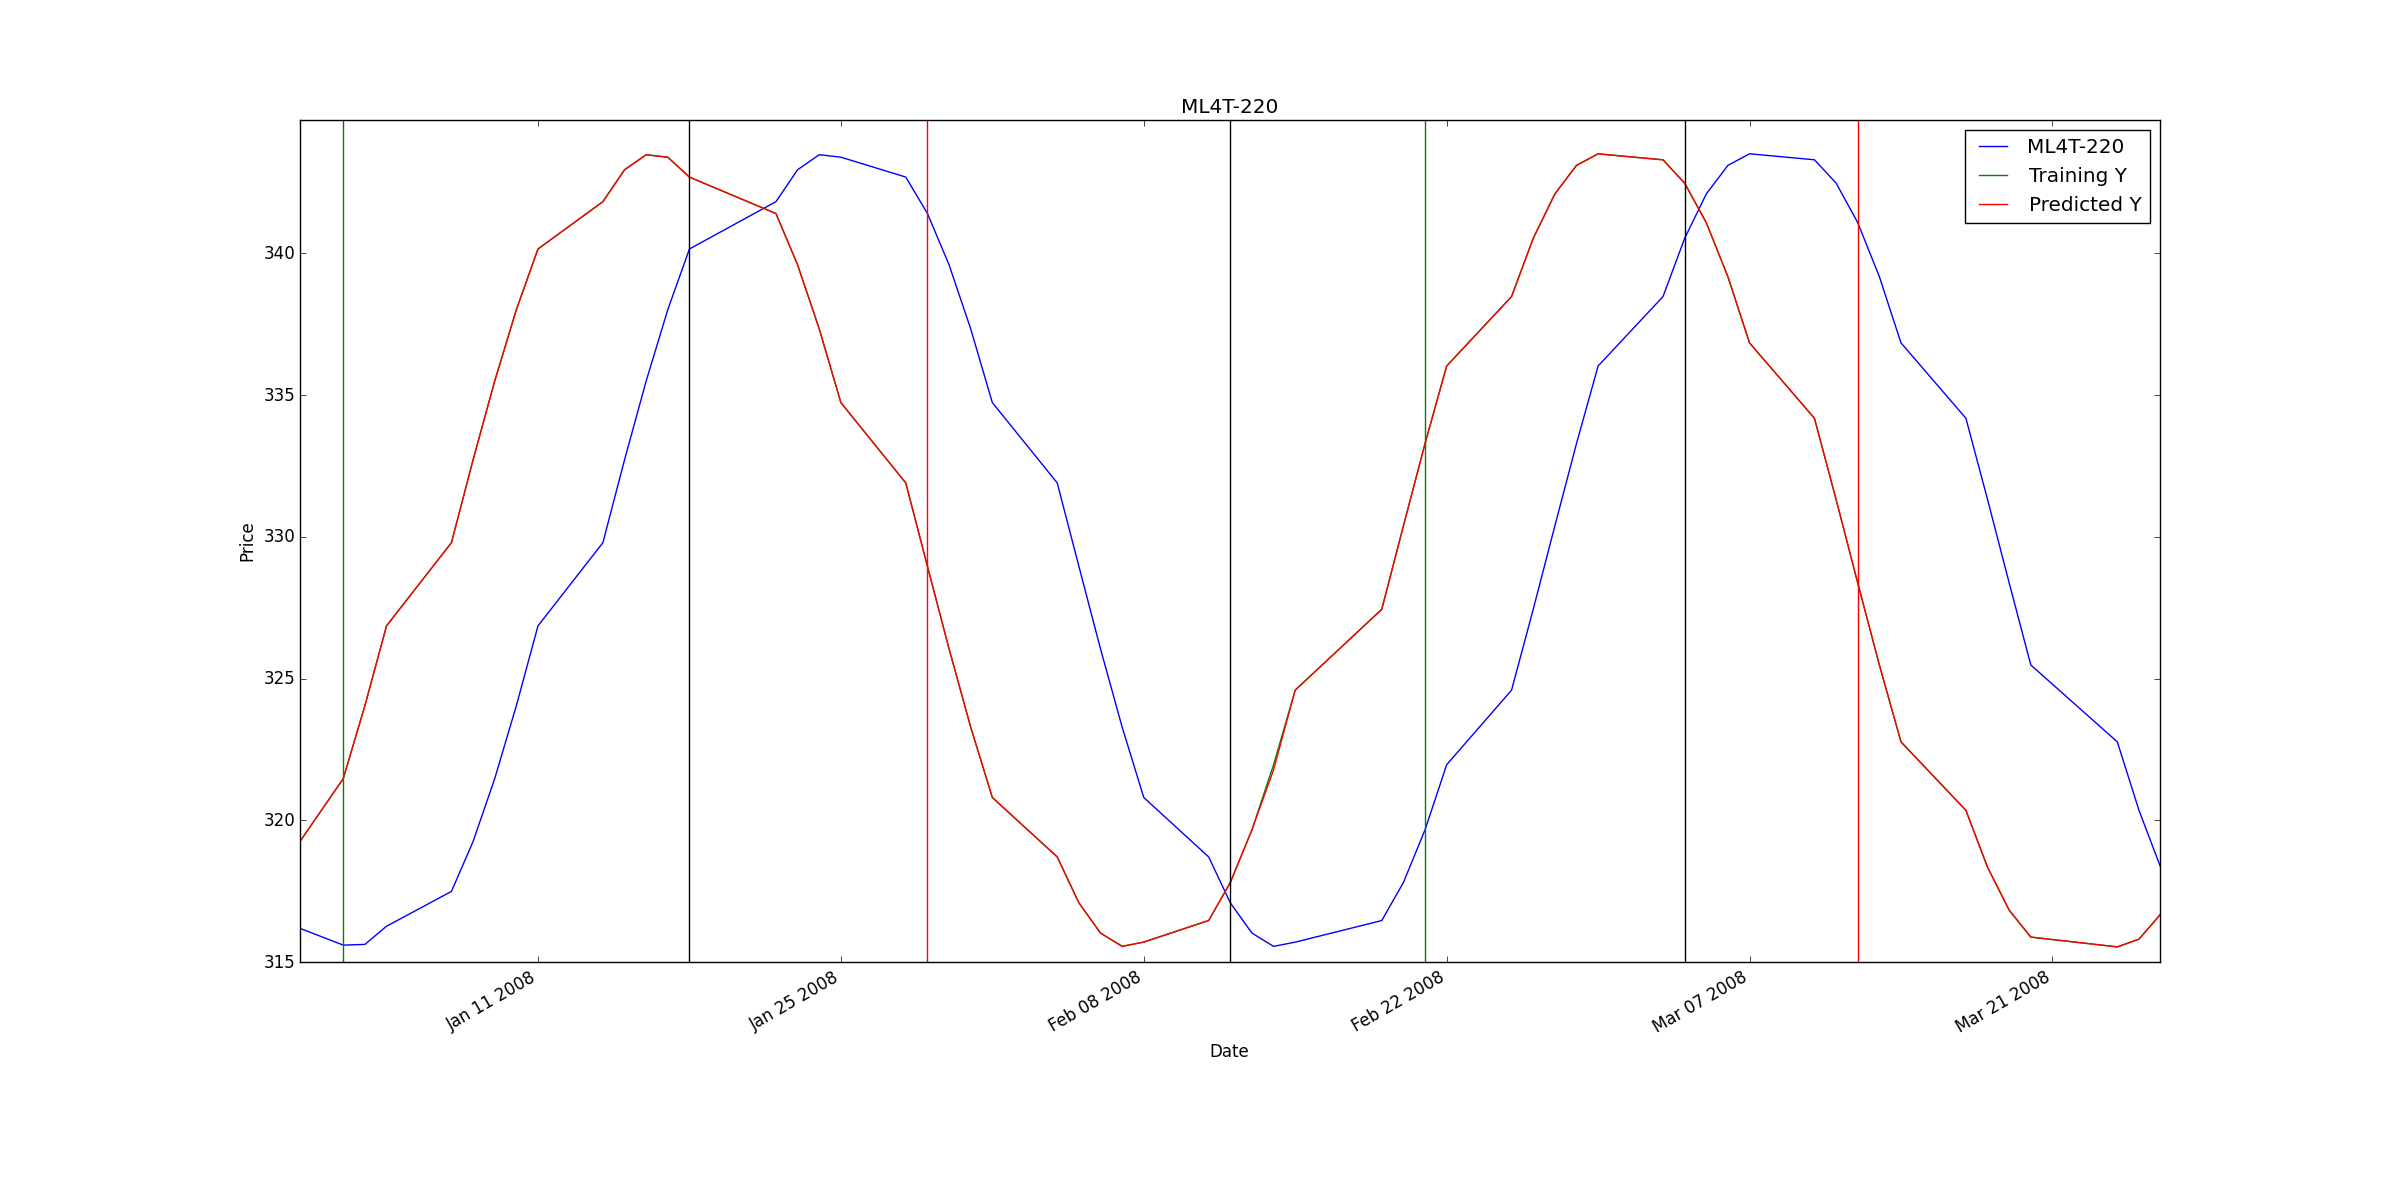 ML4T-220
ML4T-220
Training Y
Predicted Y
340
335
330
325
320
315
Price
Jan 11 2008
Jan 25 2008
Feb 08 2008
Feb 22 2008
Mar 07 2008
Mar 21 2008
Date